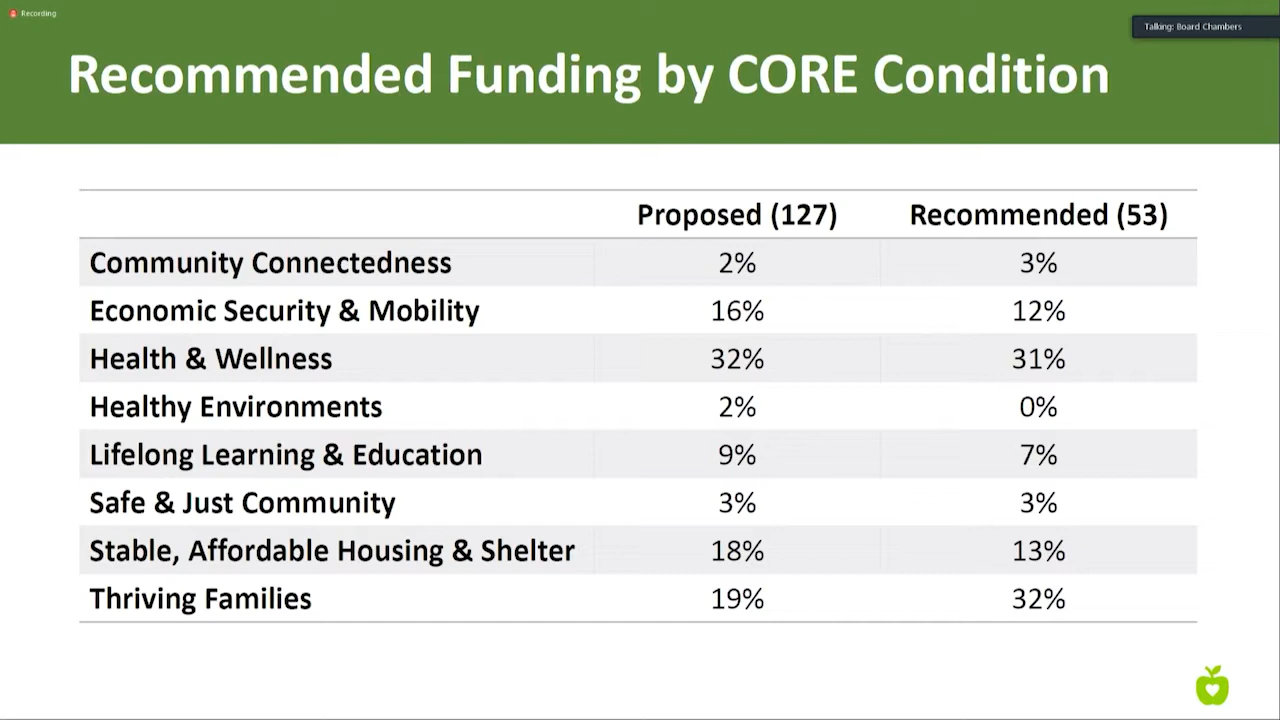 Recording
Talking: Board Chambers
Recommended Funding by CORE Condition
Proposed (127) Recommended (53)
Community Connectedness 2% 3%
Economic Security & Mobility 16% 12%
Health & Wellness 32% 31%
Healthy Environments 2% 0%
Lifelong Learning & Education 9% 7%
Safe & Just Community 3% 3%
Stable, Affordable Housing & Shelter 18% 13%
Thriving Families 19% 32%